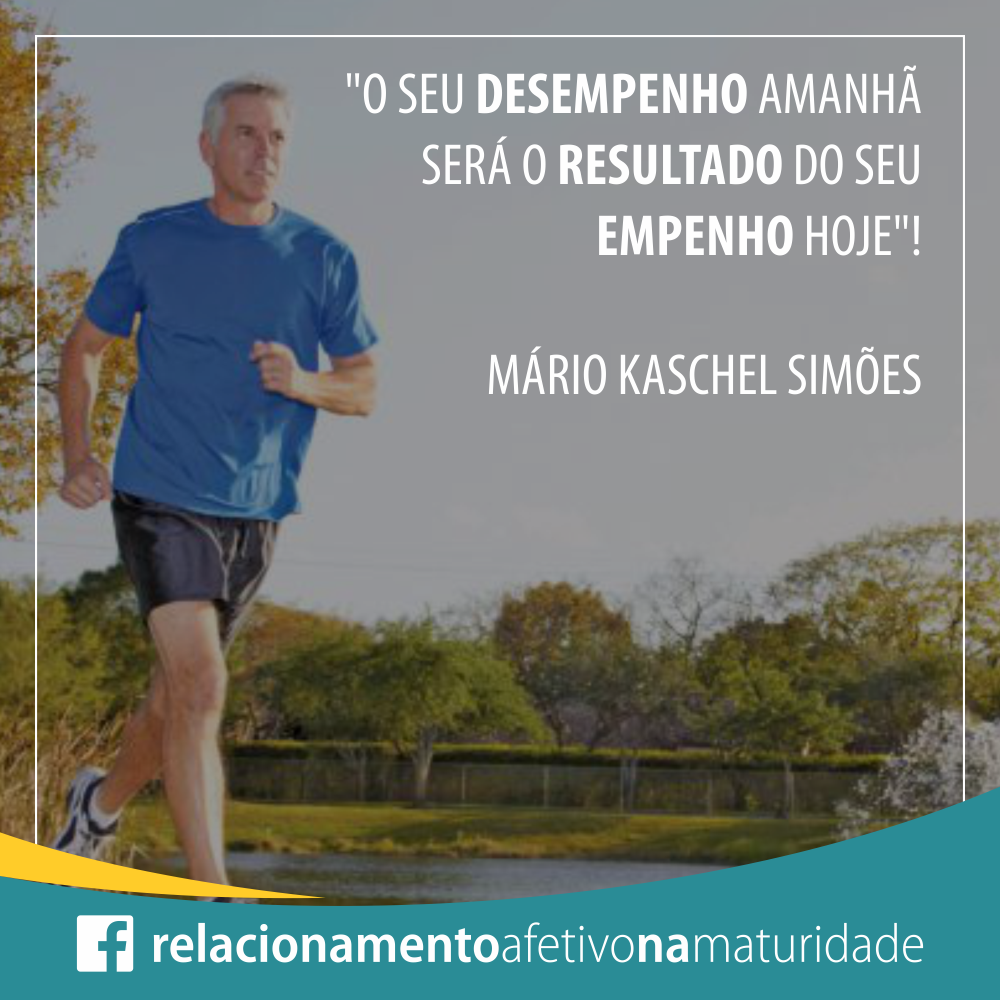 "O SEU DESEMPENHO AMANHÃ
SERÁ O RESULTADO DO SEU
EMPENHO HOJE"!
MÁRIO KASCHEL SIMÕES
f relacionamentoafetivonamaturidade